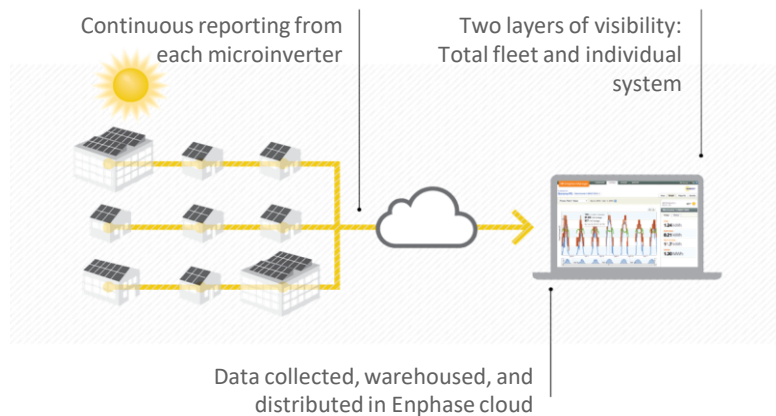 Continuous reporting from
each microinverter
Two layers of visibility:
Total fleet and individual
system
Data collected, warehoused, and
distributed in Enphase cloud